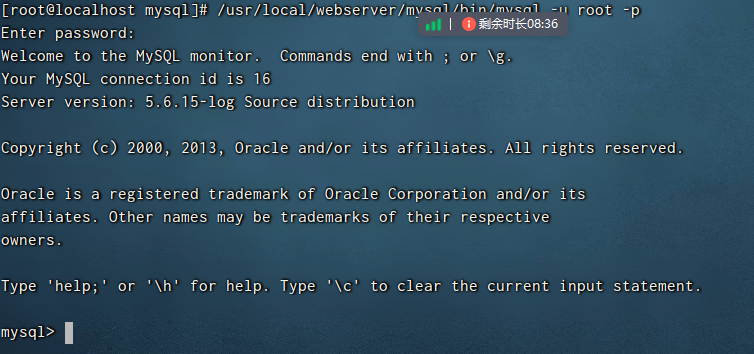 [root@localhost mysql]# /usr/local/webserver/mysql/bin/mysql -u root -p
剩余时长08:36
Enter password:
Welcome to the MySQL monitor.  Commands end with ; or \g.
Your MySQL connection id is 16
Server version: 5.6.15-log Source distribution
Copyright (c) 2000, 2013, Oracle and/or its affiliates. All rights reserved.
Oracle is a registered trademark of Oracle Corporation and/or its
affiliates. Other names may be trademarks of their respective
owners.
Type 'help;' or '\h' for help. Type '\c' to clear the current input statement.
mysql>